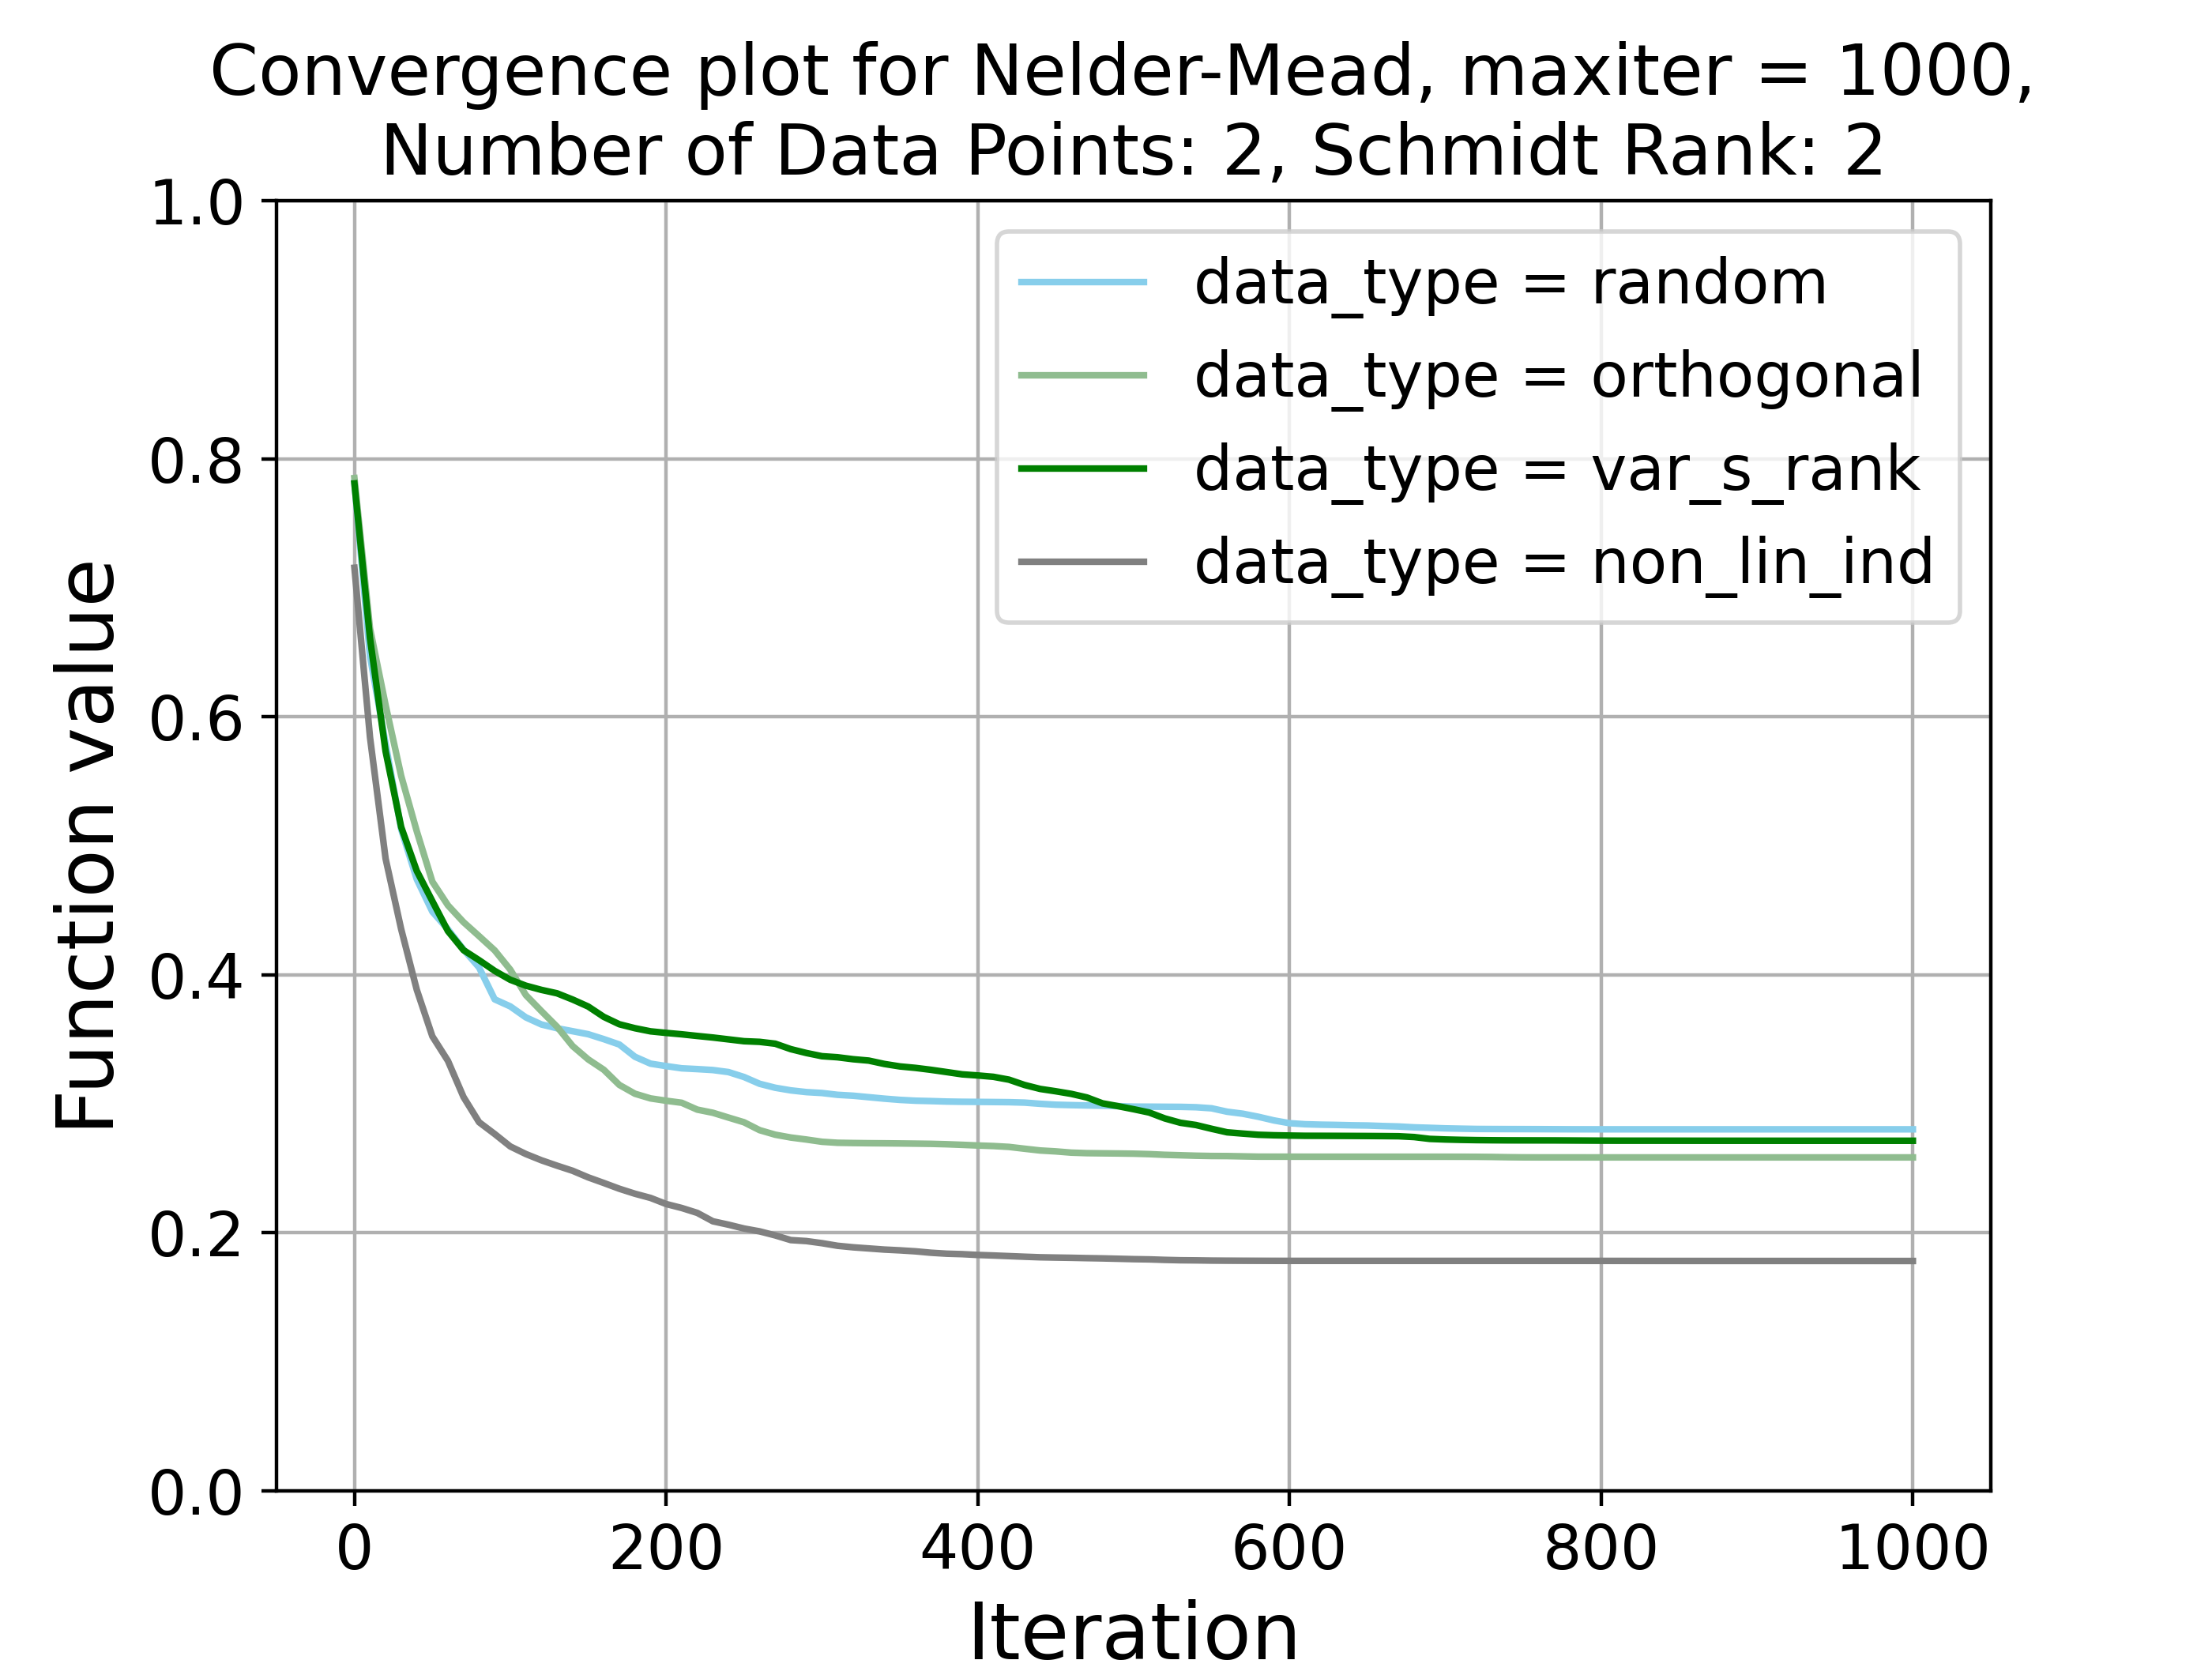 Convergence plot for Nelder-Mead, maxiter = 1000,
Number of Data Points: 2, Schmidt Rank: 2
1.0
0.8
0.6
0.4
0.2
0.0
Function value
data_type = random
data_type = orthogonal
data_type = var_s_rank
data_type = non_lin_ind
0 200 400 600 800 1000
Iteration